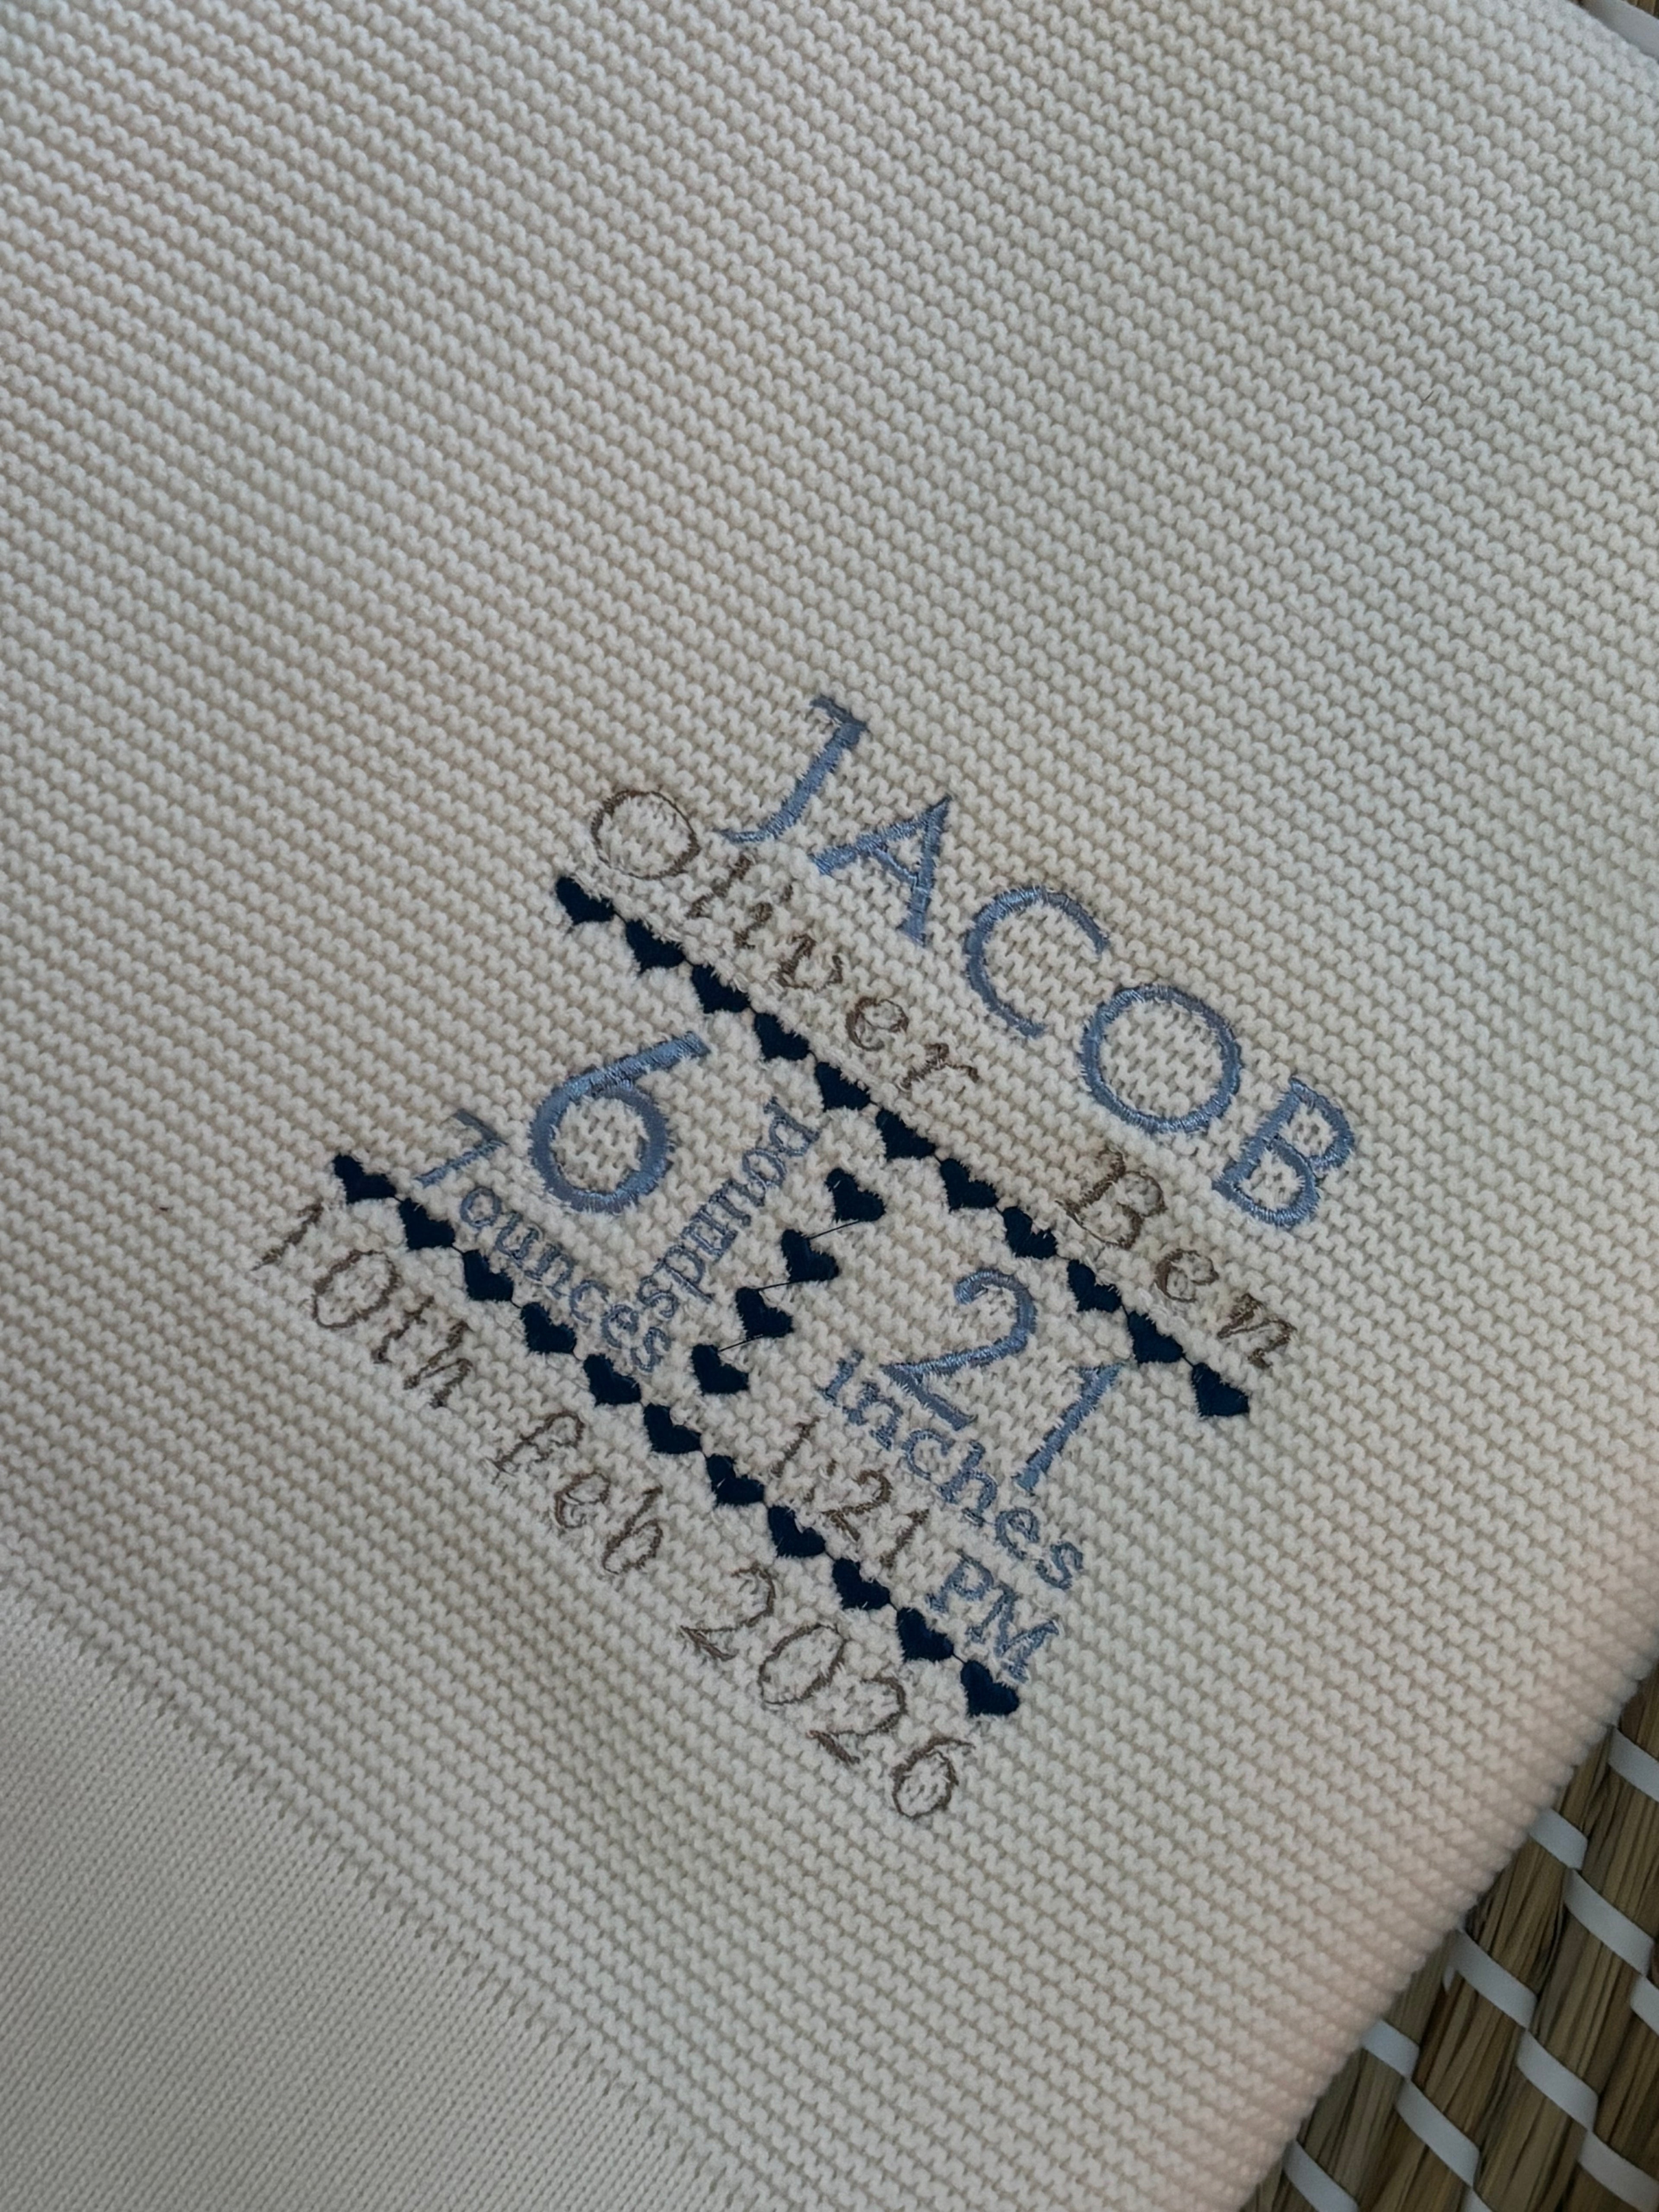 JACOB
Oliver Ben
6
pounds
7 ounces
21
inches
1:21 PM
10th feb 2026